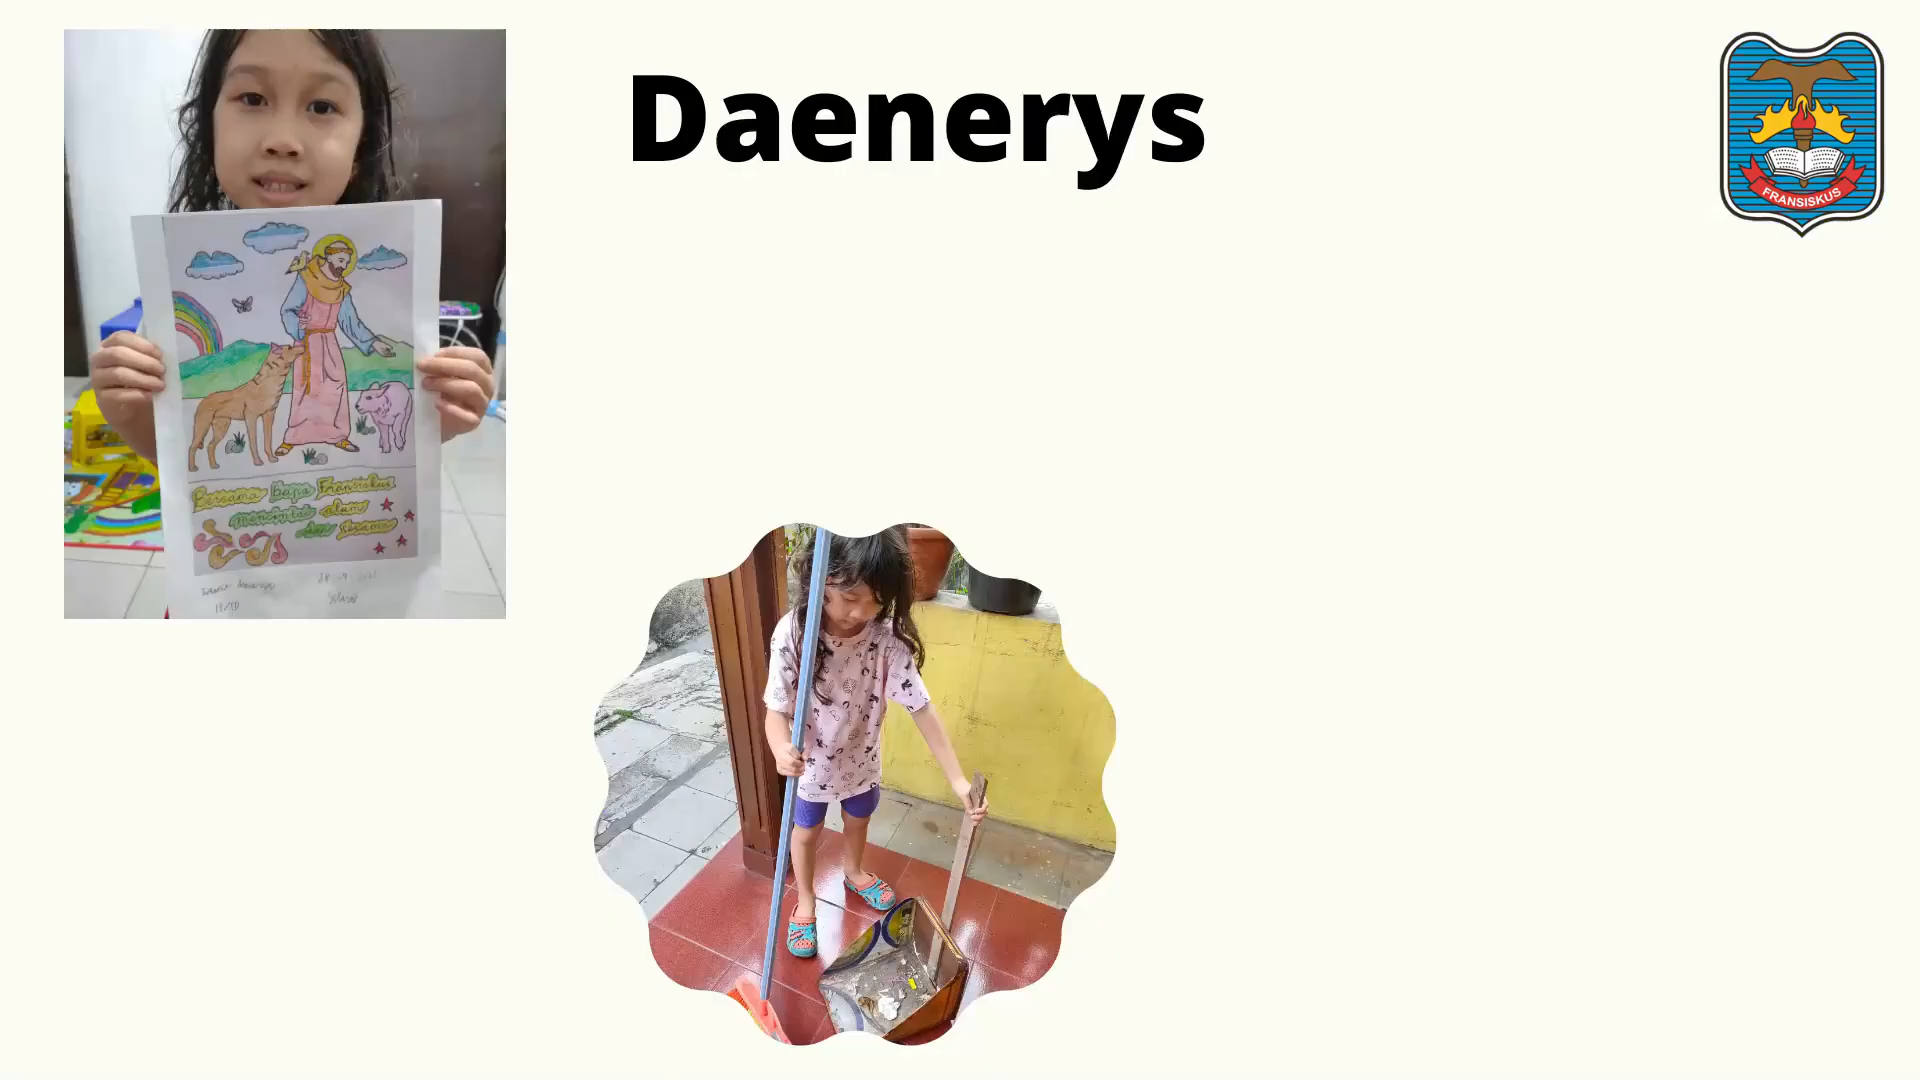 Daenerys
FRANSISKUS
Bersama Bapa Fransiskus
mencintai alam
dan sesama